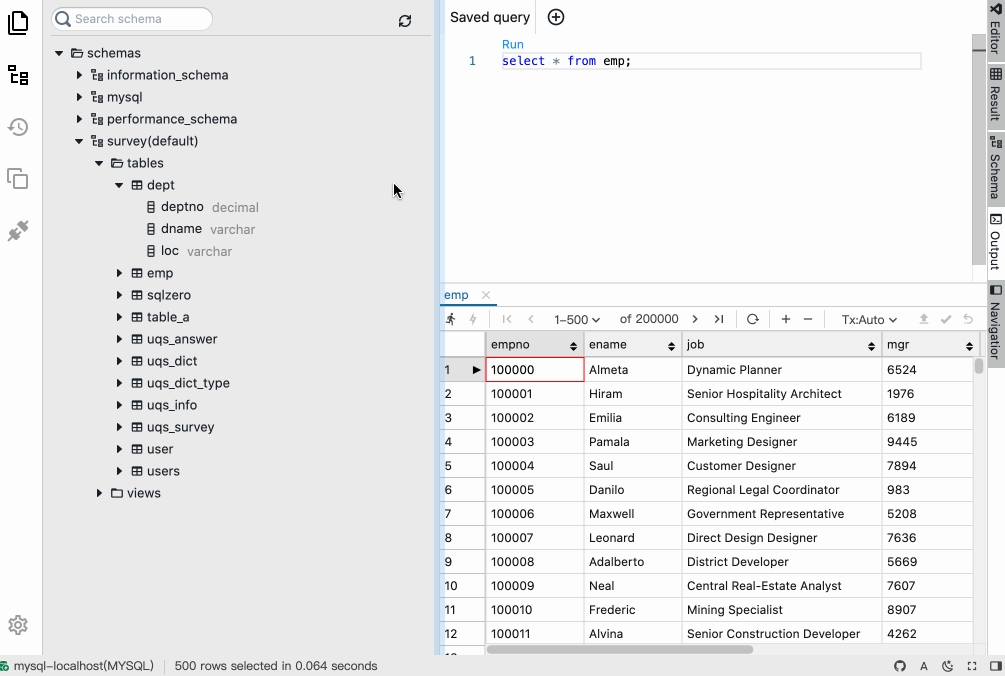 Search schema
schemas
information_schema
mysql
performance_schema
survey(default)
tables
dept
deptno decimal
dname varchar
loc varchar
emp
sqlzero
table_a
uqs_answer
uqs_dict
uqs_dict_type
uqs_info
uqs_survey
user
users
views
Saved query
Run
1 select * from emp;
Editor
Result
Schema
Output
Navigation
emp
1-500 of 200000 Tx:Auto
empno ename job mgr
1 100000 Almeta Dynamic Planner 6524
2 100001 Hiram Senior Hospitality Architect 1976
3 100002 Emilia Consulting Engineer 6189
4 100003 Pamala Marketing Designer 9445
5 100004 Saul Customer Designer 7894
6 100005 Danilo Regional Legal Coordinator 983
7 100006 Maxwell Government Representative 5208
8 100007 Leonard Direct Design Designer 7636
9 100008 Adalberto District Developer 5669
10 100009 Neal Central Real-Estate Analyst 7607
11 100010 Frederic Mining Specialist 8907
12 100011 Alvina Senior Construction Developer 4262
mysql-localhost(MYSQL) 500 rows selected in 0.064 seconds A